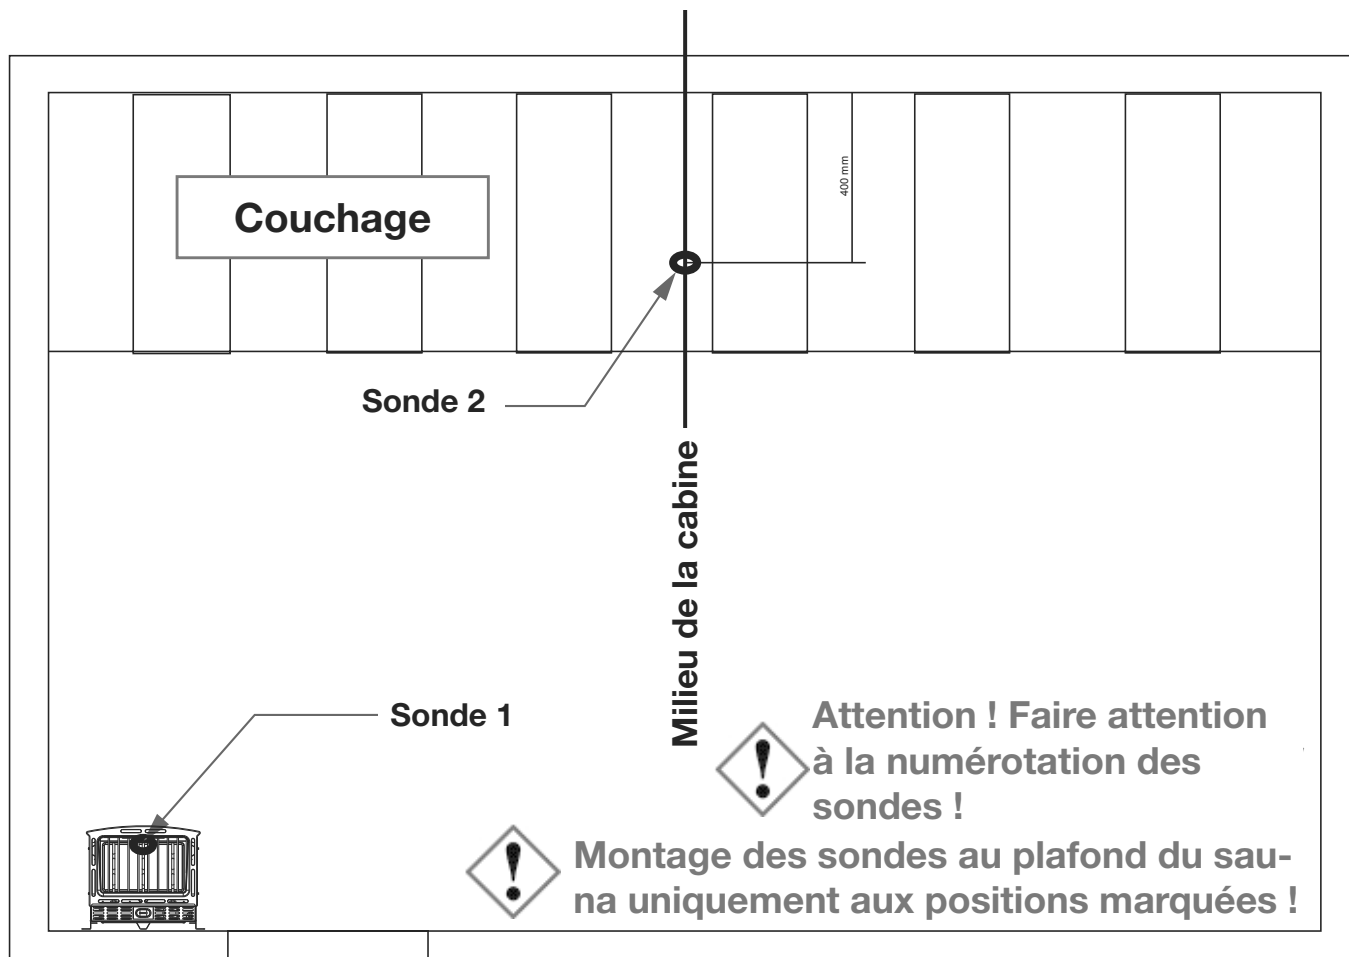 400 mm
Couchage
Sonde 2
Milieu de la cabine
Sonde 1
Attention ! Faire attention
à la numérotation des
sondes !
Montage des sondes au plafond du sau-
na uniquement aux positions marquées !